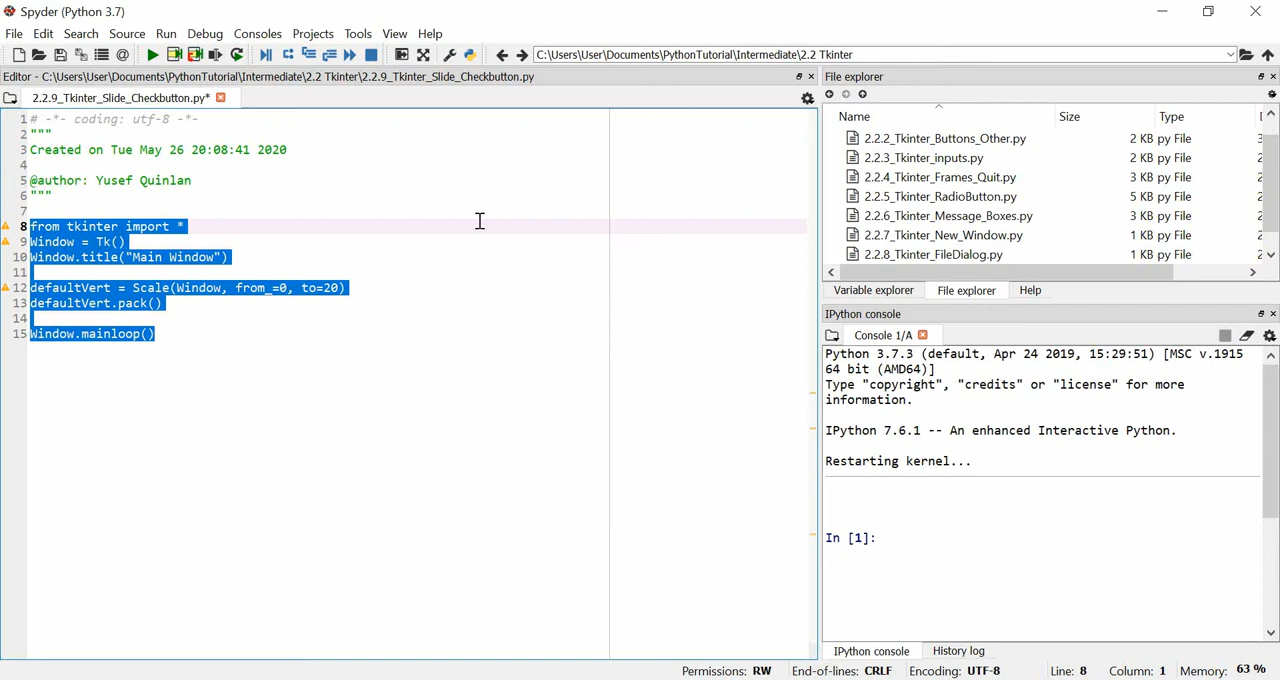 Spyder (Python 3.7)
File Edit Search Source Run Debug Consoles Projects Tools View Help
C:\Users\User\Documents\PythonTutorial\Intermediate\2.2 Tkinter
Editor - C:\Users\User\Documents\PythonTutorial\Intermediate\2.2 Tkinter\2.2.9_Tkinter_Slide_Checkbutton.py
2.2.9_Tkinter_Slide_Checkbutton.py*
1 # -*- coding: utf-8 -*-
2 """
3 Created on Tue May 26 20:08:41 2020
4
5 @author: Yusef Quinlan
6 """
7
8 from tkinter import *
9 Window = Tk()
10 Window.title("Main Window")
11
12 defaultVert = Scale(Window, from_=0, to=20)
13 defaultVert.pack()
14
15 Window.mainloop()
File explorer
Name Size Type
2.2.2_Tkinter_Buttons_Other.py 2 KB py File
2.2.3_Tkinter_inputs.py 2 KB py File
2.2.4_Tkinter_Frames_Quit.py 3 KB py File
2.2.5_Tkinter_RadioButton.py 5 KB py File
2.2.6_Tkinter_Message_Boxes.py 3 KB py File
2.2.7_Tkinter_New_Window.py 1 KB py File
2.2.8_Tkinter_FileDialog.py 1 KB py File
Variable explorer File explorer Help
IPython console
Console 1/A
Python 3.7.3 (default, Apr 24 2019, 15:29:51) [MSC v.1915
64 bit (AMD64)]
Type "copyright", "credits" or "license" for more
information.
IPython 7.6.1 -- An enhanced Interactive Python.
Restarting kernel...
In [1]:
IPython console History log
Permissions: RW End-of-lines: CRLF Encoding: UTF-8 Line: 8 Column: 1 Memory: 63 %